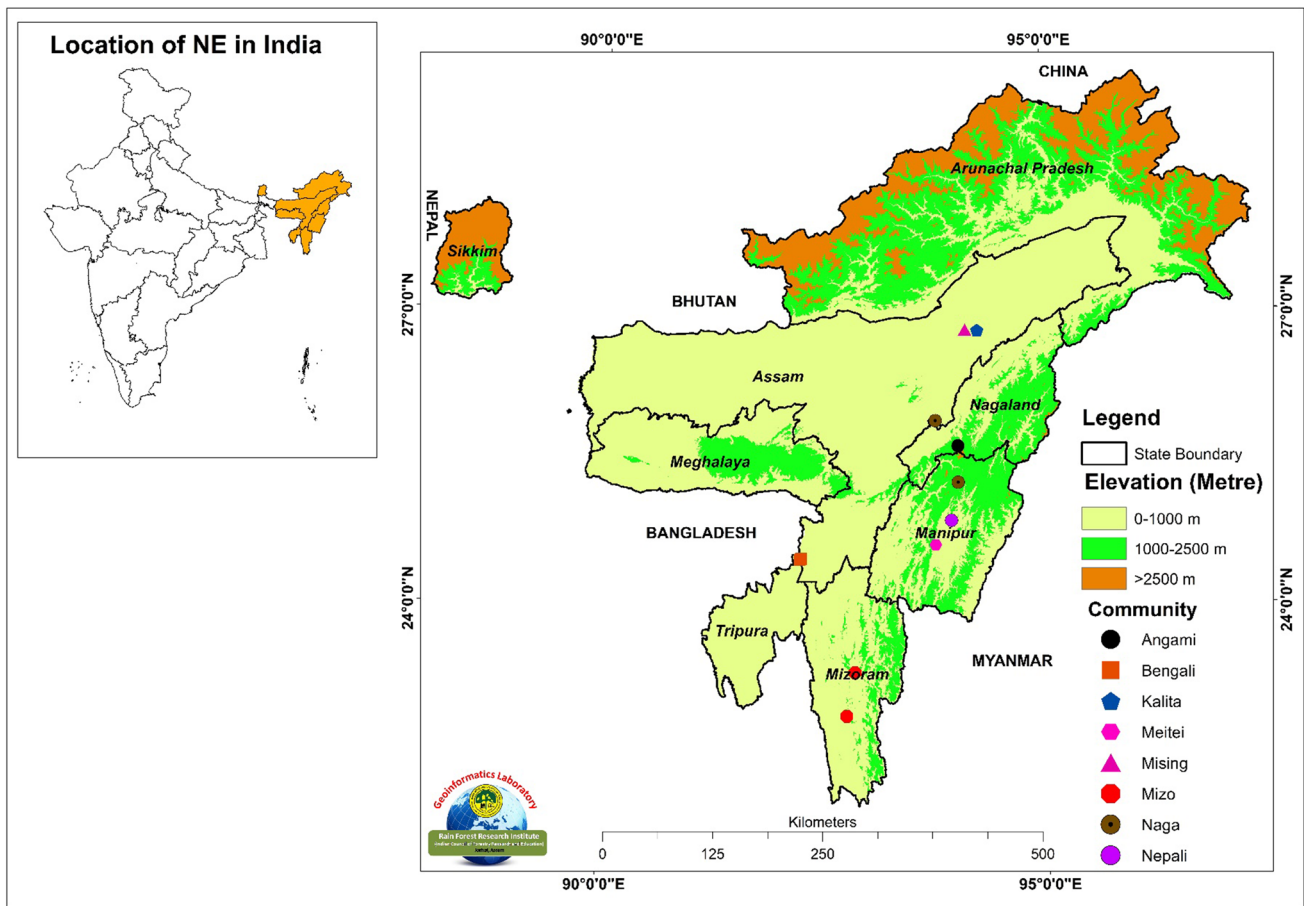 Location of NE in India
90°0'0"E
95°0'0"E
CHINA
Arunachal Pradesh
NEPAL
Sikkim
27°0'0"N
27°0'0"N
BHUTAN
Assam
Nagaland
Meghalaya
BANGLADESH
Manipur
24°0'0"N
24°0'0"N
Tripura
Mizoram
MYANMAR
Legend
State Boundary
Elevation (Metre)
0-1000 m
1000-2500 m
>2500 m
Community
Angami
Bengali
Kalita
Meitei
Mising
Mizo
Naga
Nepali
Geoinformatics Laboratory
Rain Forest Research Institute
Kilometers
0 125 250 500
90°0'0"E
95°0'0"E